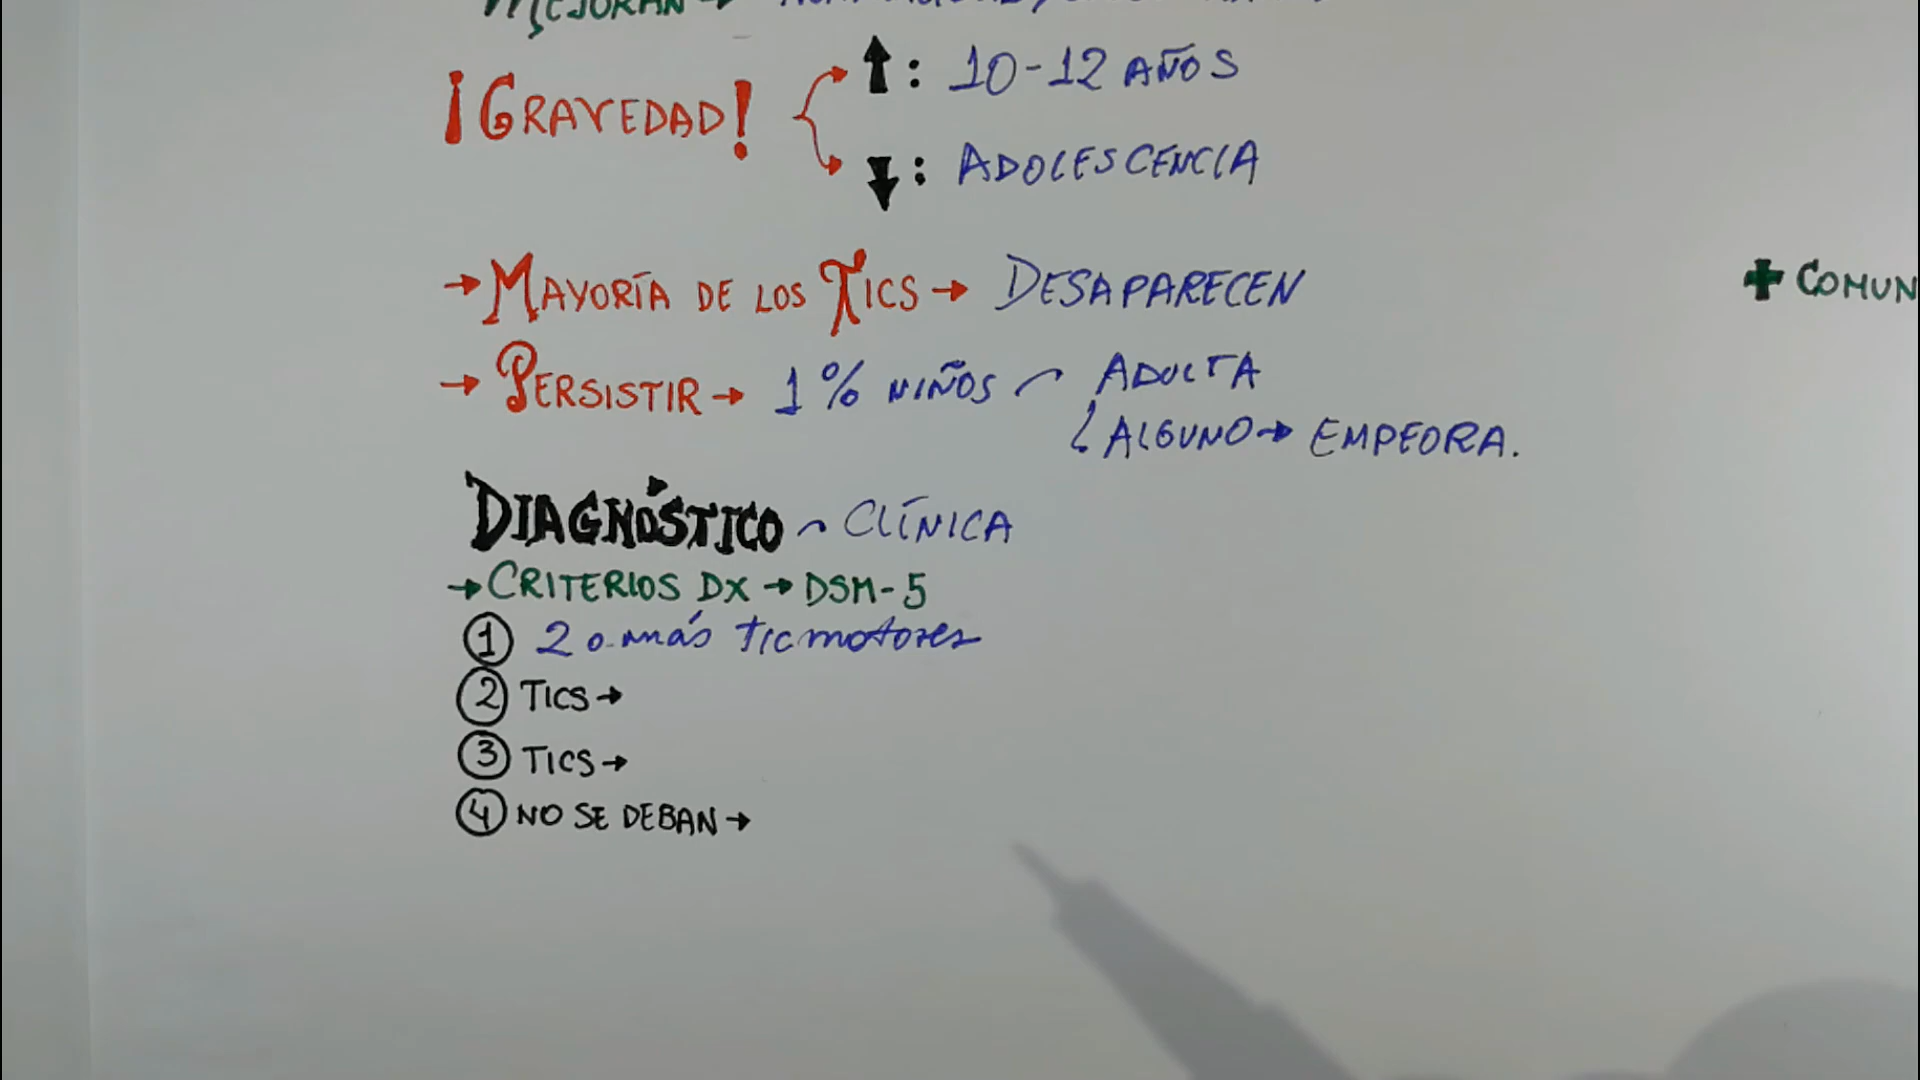 MEJORAN →
¡GRAVEDAD!
↑: 10-12 AÑOS
↓: ADOLESCENCIA
→ MAYORÍA DE LOS TICS → DESAPARECEN
+ COMUN
→ PERSISTIR → 1% NIÑOS ADULTA
ALGUNO → EMPEORA.
DIAGNÓSTICO ~ CLÍNICA
→ CRITERIOS DX → DSM-5
① 2 o más tic motores
② TICS →
③ TICS →
④ NO SE DEBAN →